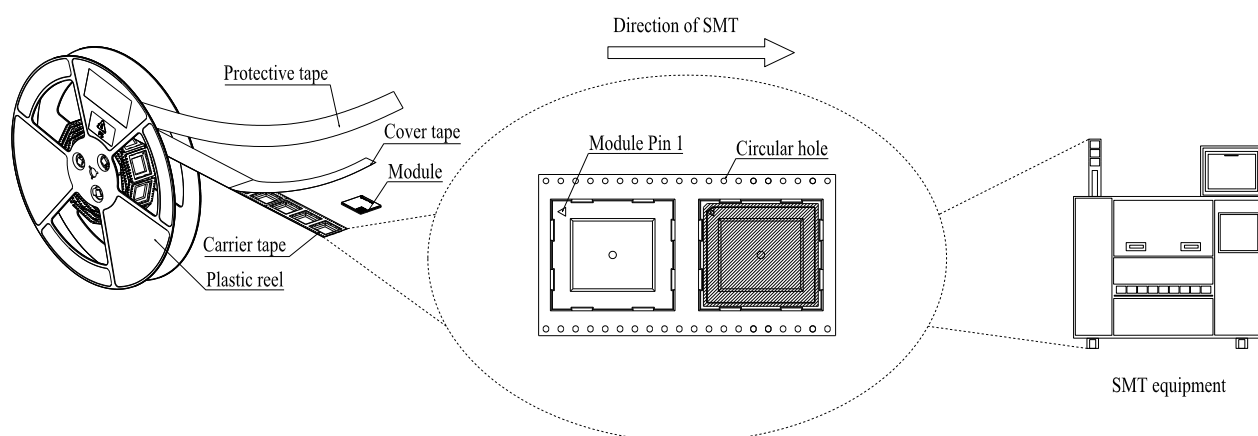 Direction of SMT
Protective tape
Cover tape
Module
Module Pin 1
Circular hole
Carrier tape
Plastic reel
SMT equipment